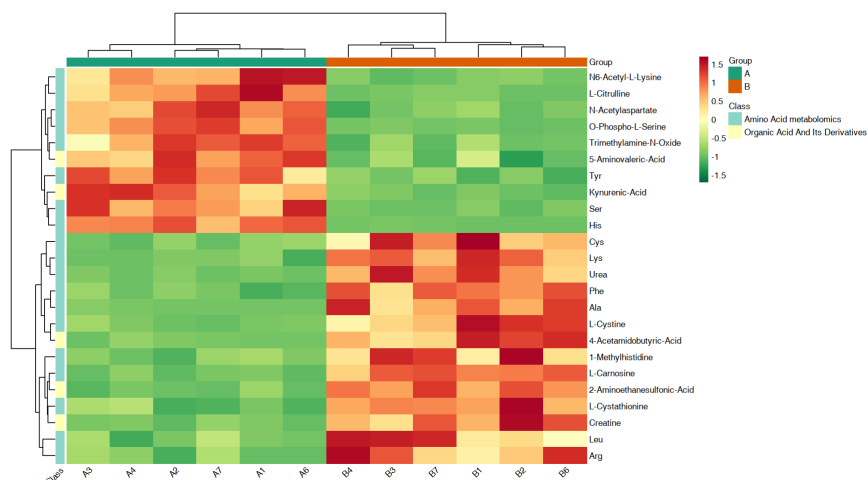 Group
N6-Acetyl-L-Lysine
L-Citrulline
N-Acetylaspartate
O-Phospho-L-Serine
Trimethylamine-N-Oxide
5-Aminovaleric-Acid
Tyr
Kynurenic-Acid
Ser
His
Cys
Lys
Urea
Phe
Ala
L-Cystine
4-Acetamidobutyric-Acid
1-Methylhistidine
L-Carnosine
2-Aminoethanesulfonic-Acid
L-Cystathionine
Creatine
Leu
Arg
A3 A4 A2 A7 A1 A6 B4 B3 B7 B1 B2 B6
1.5
1
0.5
0
-0.5
-1
-1.5
Group
A
B
Class
Amino Acid metabolomics
Organic Acid And Its Derivatives